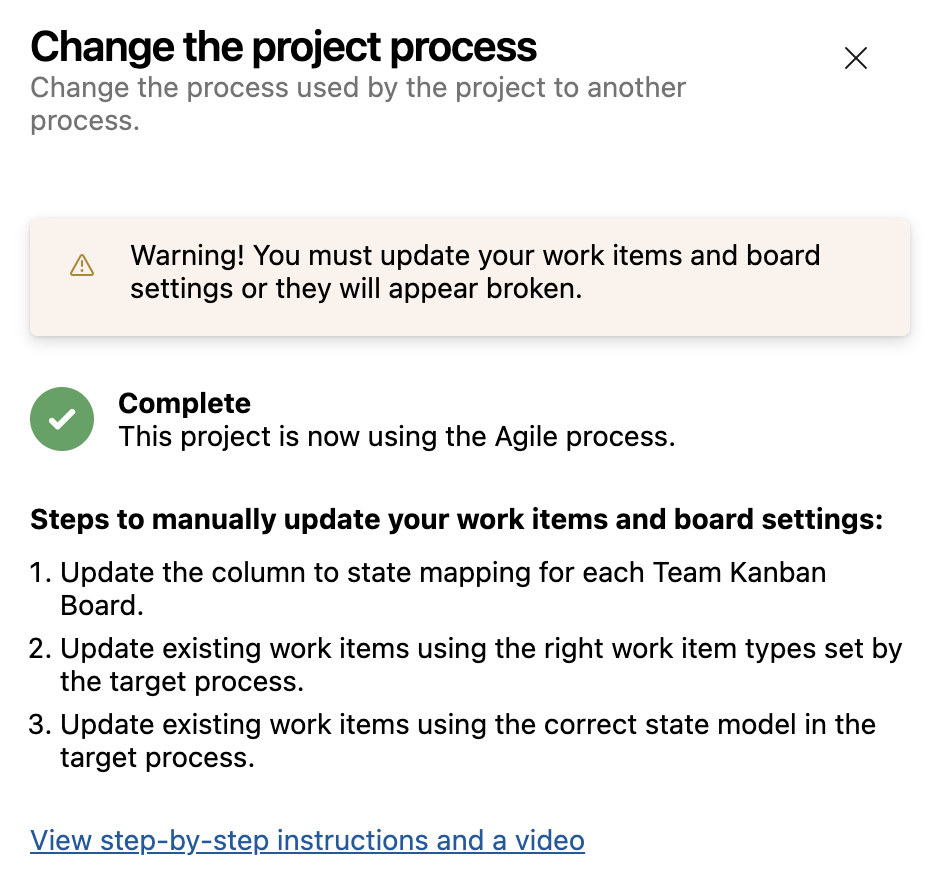 Change the project process
Change the process used by the project to another
process.
Warning! You must update your work items and board
settings or they will appear broken.
Complete
This project is now using the Agile process.
Steps to manually update your work items and board settings:
1. Update the column to state mapping for each Team Kanban
Board.
2. Update existing work items using the right work item types set by
the target process.
3. Update existing work items using the correct state model in the
target process.
View step-by-step instructions and a video